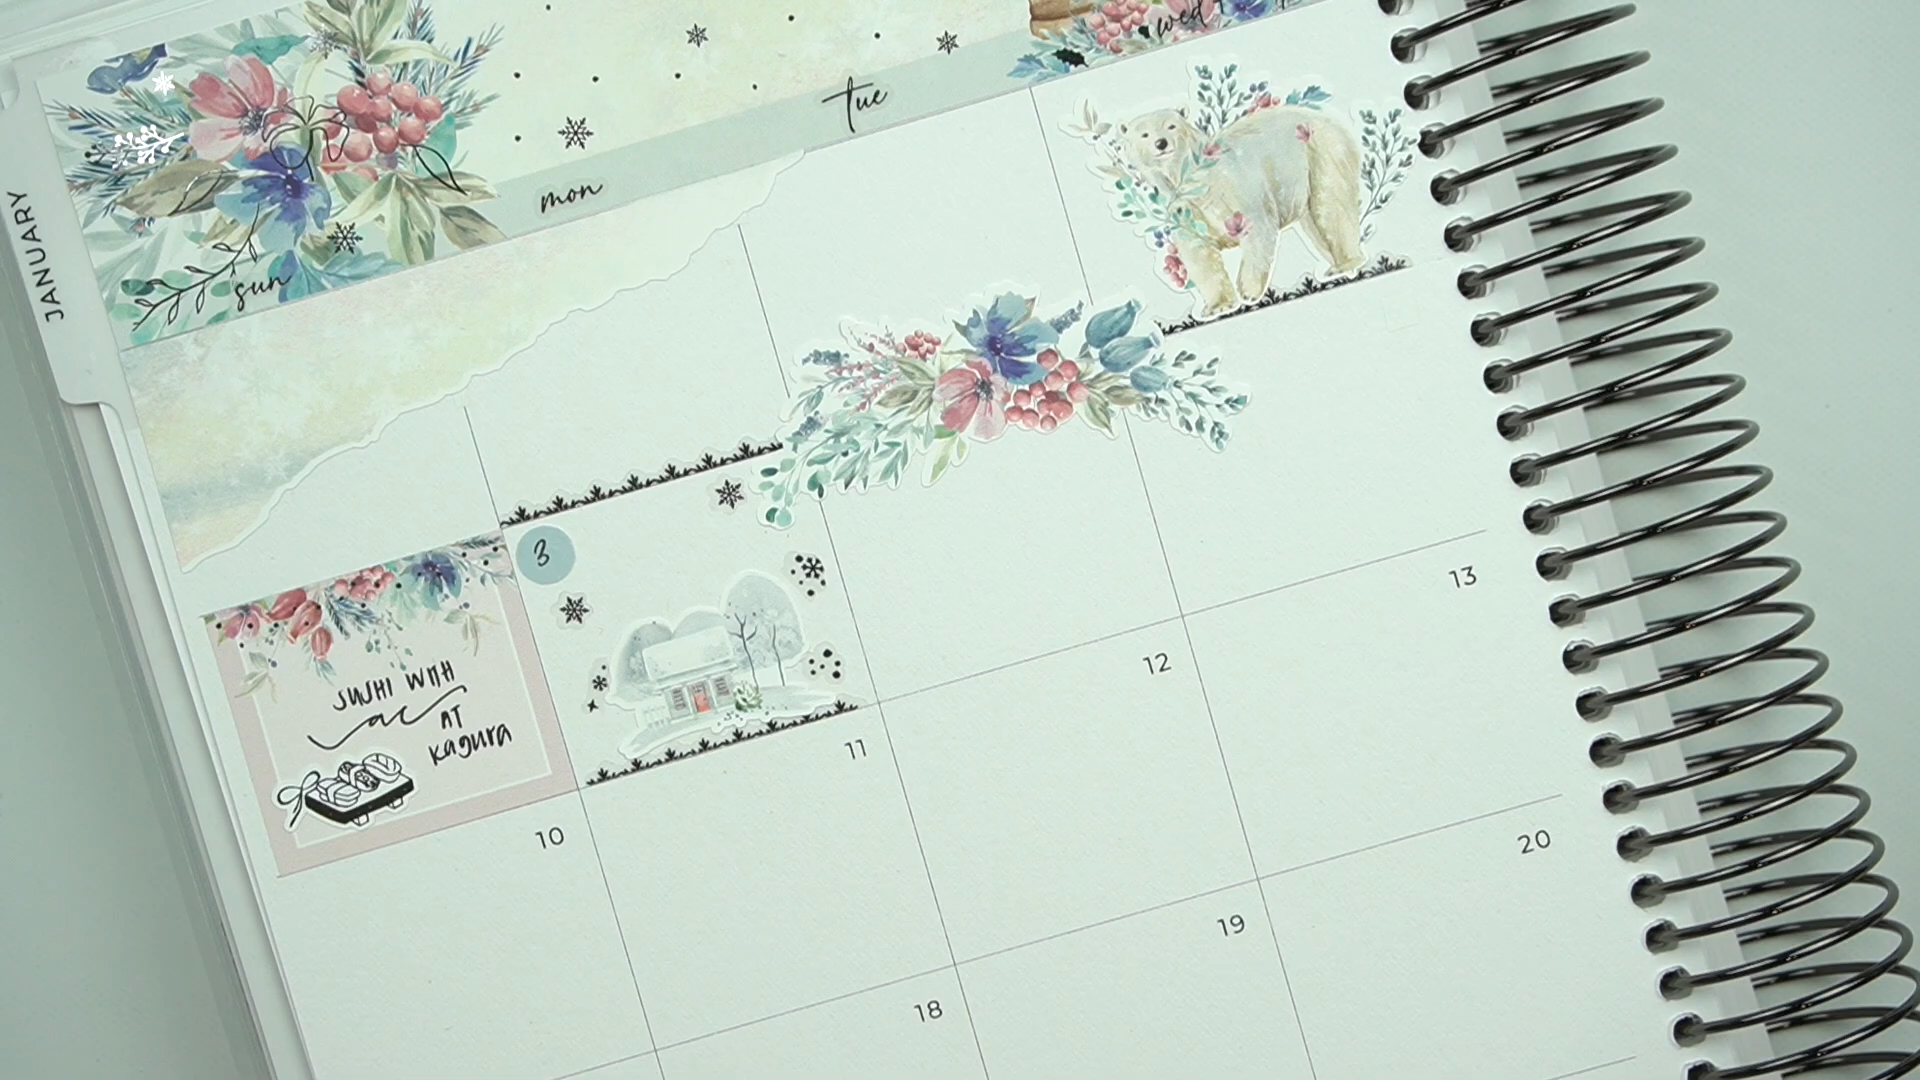 JANUARY
wed
tue
mon
sun
3
SUSHI WITH
AT
Kagura
13
12
11
10
20
19
18